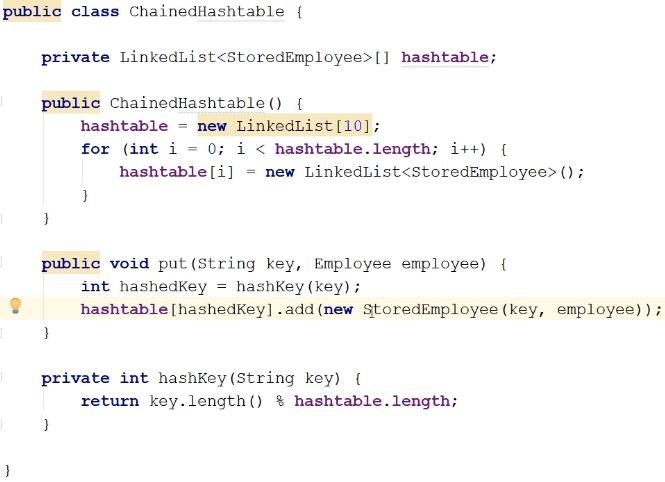 public class ChainedHashtable {
private LinkedList<StoredEmployee>[] hashtable;
public ChainedHashtable() {
hashtable = new LinkedList[10];
for (int i = 0; i < hashtable.length; i++) {
hashtable[i] = new LinkedList<StoredEmployee>();
}
}
public void put(String key, Employee employee) {
int hashedKey = hashKey(key);
hashtable[hashedKey].add(new StoredEmployee(key, employee));
}
private int hashKey(String key) {
return key.length() % hashtable.length;
}
}